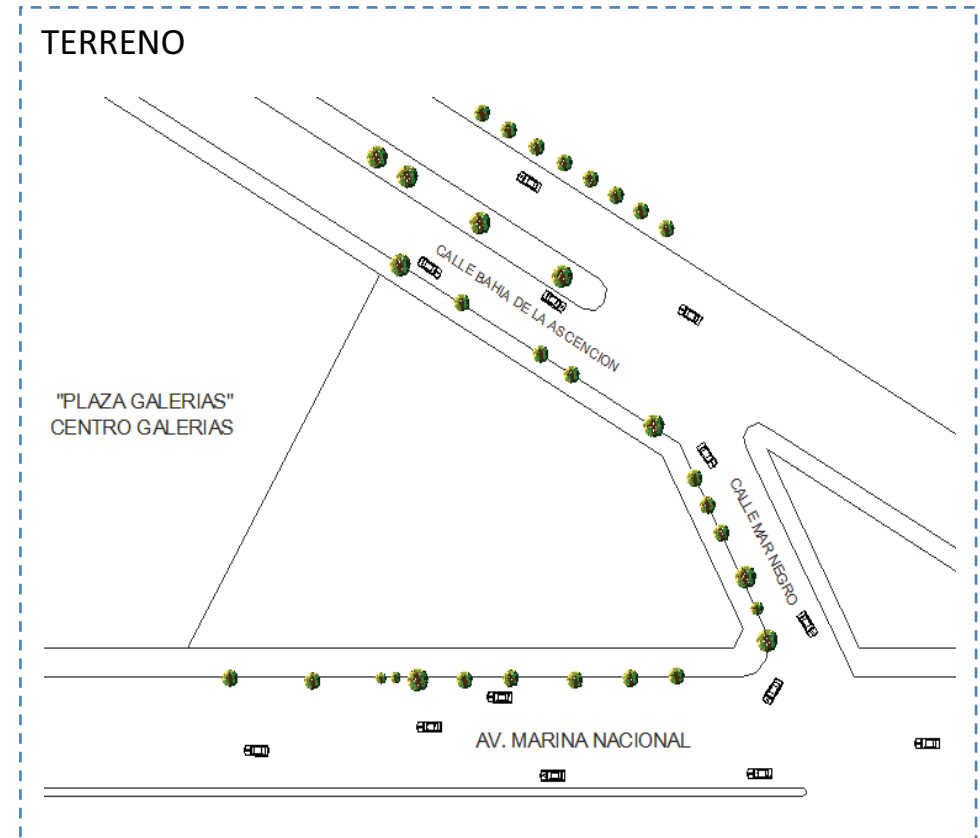 TERRENO
CALLE BAHIA DE LA ASCENCION
"PLAZA GALERIAS"
CENTRO GALERIAS
CALLE MAR NEGRO
AV. MARINA NACIONAL